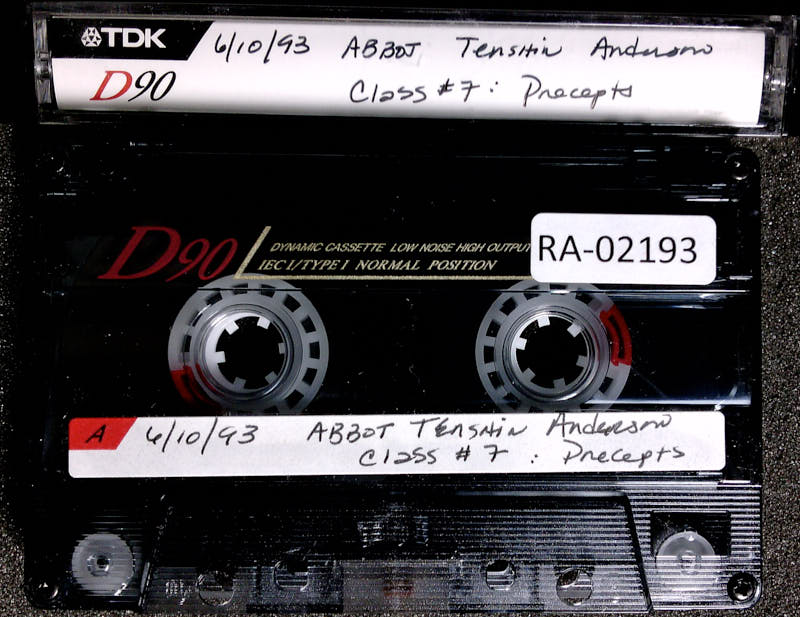 TDK 6/10/93 ABBOT Tenshin Anderson
D90 Class #7: Precepts
D90 DYNAMIC CASSETTE LOW NOISE HIGH OUTPUT
IEC I/TYPE I NORMAL POSITION
RA-02193
A 6/10/93 ABBOT TENSHIN Anderson
Class #7: Precepts